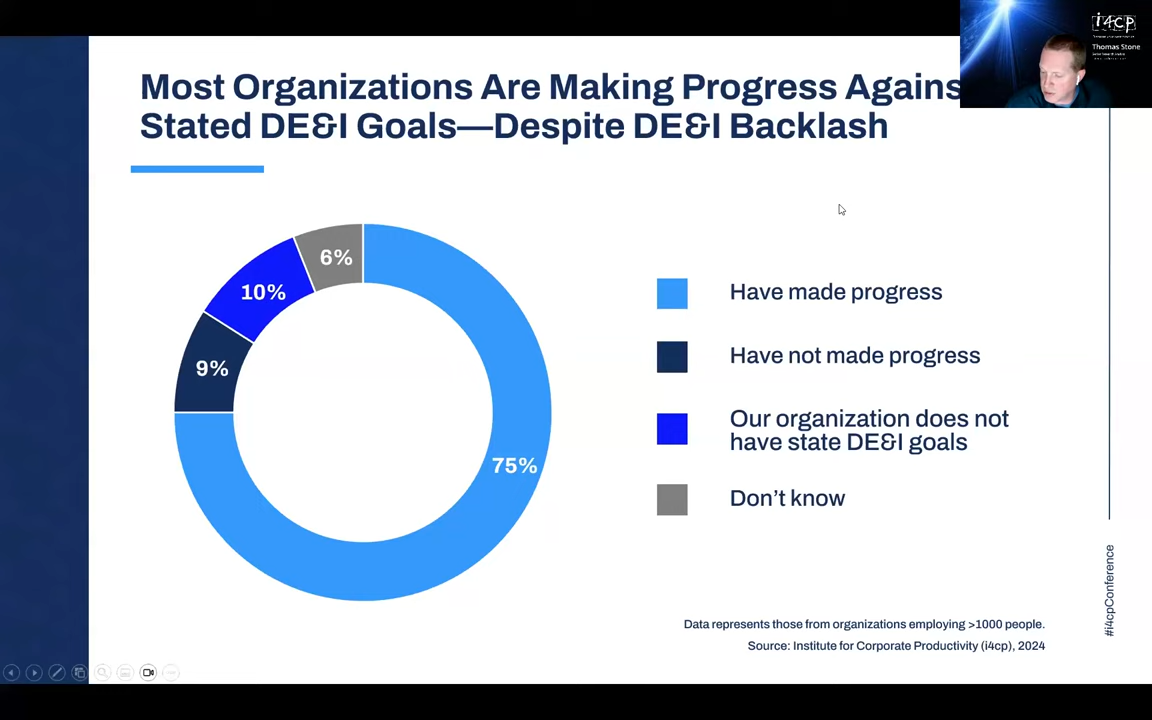 i4cp
Thomas Stone
Most Organizations Are Making Progress Agains
Stated DE&I Goals—Despite DE&I Backlash
6%
10%
9%
75%
Have made progress
Have not made progress
Our organization does not
have state DE&I goals
Don’t know
Data represents those from organizations employing >1000 people.
Source: Institute for Corporate Productivity (i4cp), 2024
#i4cpConference